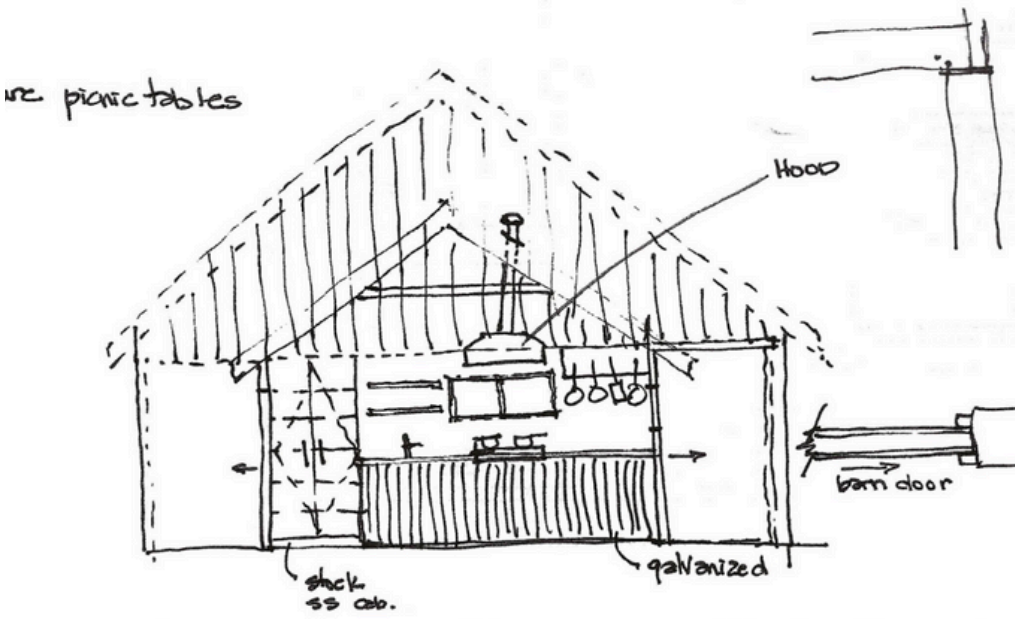 picnic tables
HOOD
barn door
galvanized
stock
ss cab.